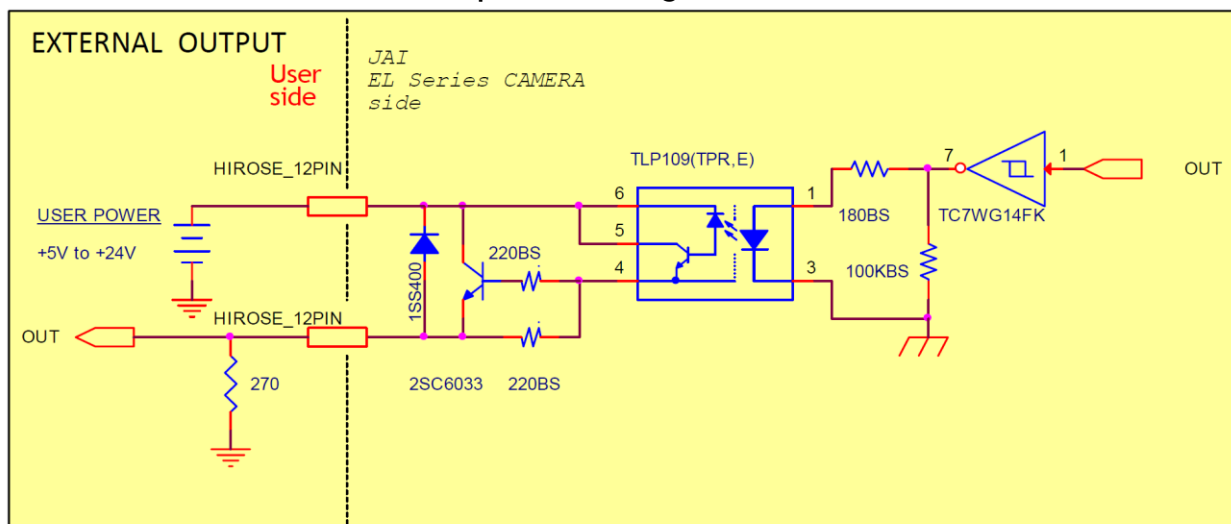 EXTERNAL OUTPUT
User
side
JAI
EL Series CAMERA
side
HIROSE_12PIN
TLP109(TPR,E)
7
1
OUT
6
1
180BS
TC7WG14FK
USER POWER
+5V to +24V
5
220BS
1SS400
4
3
100KBS
HIROSE_12PIN
OUT
270
2SC6033
220BS